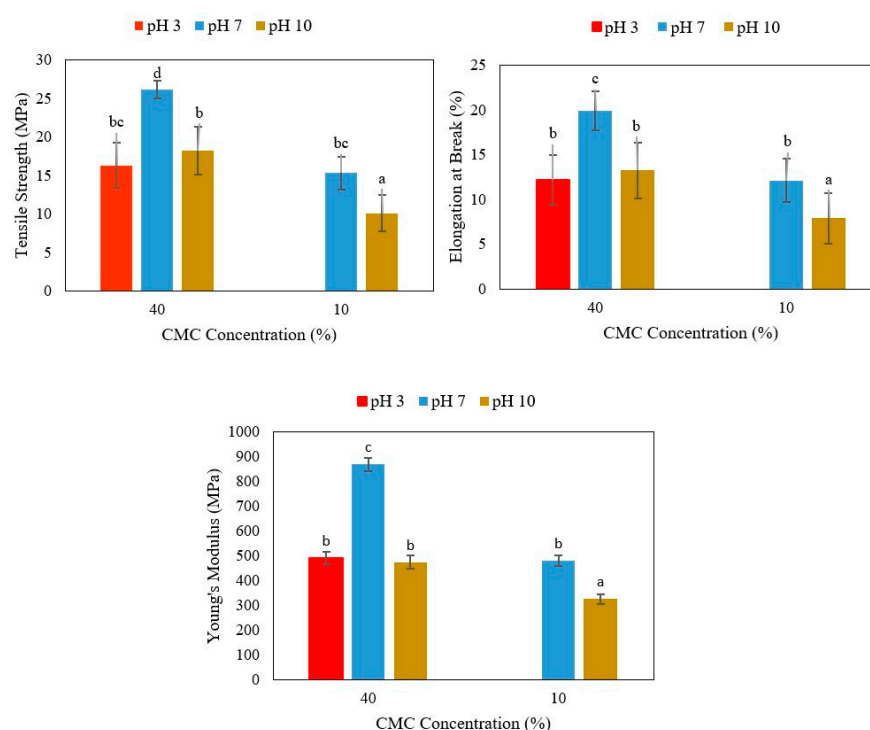 pH 3 pH 7 pH 10
30
25
20
15
10
5
0
Tensile Strength (MPa)
bc
d
b
bc
a
40
10
CMC Concentration (%)
pH 3 pH 7 pH 10
25
20
15
10
5
0
Elongation at Break (%)
b
c
b
b
a
40
10
CMC Concentration (%)
pH 3 pH 7 pH 10
1000
900
800
700
600
500
400
300
200
100
0
Young's Modulus (MPa)
b
c
b
b
a
40
10
CMC Concentration (%)